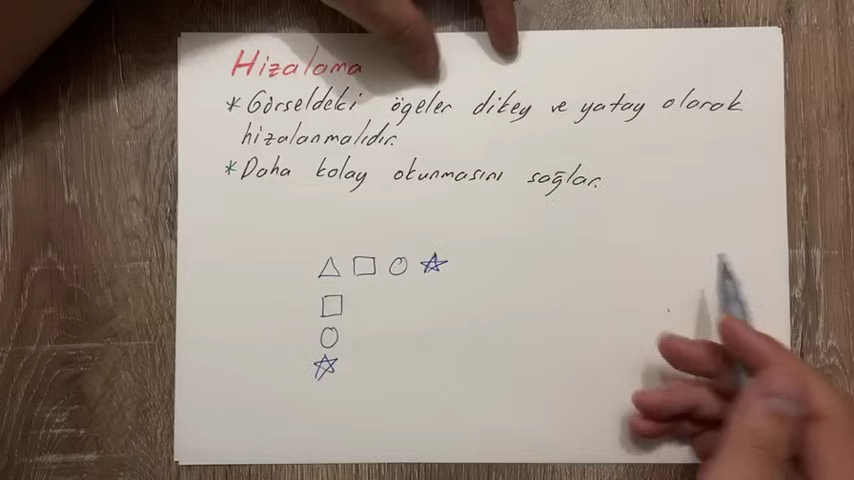 Hizalama
* Görseldeki ögeler dikey ve yatay olarak
hizalanmalıdır.
* Daha kolay okunmasını sağlar.